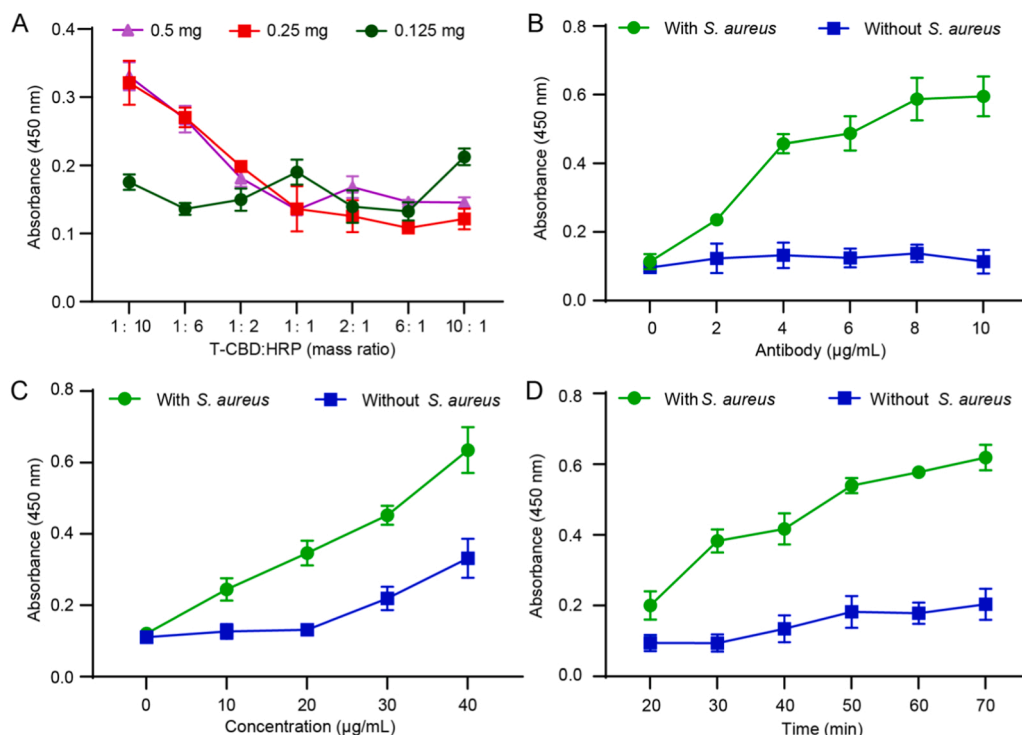 A
0.5 mg 0.25 mg 0.125 mg
Absorbance (450 nm)
0.4
0.3
0.2
0.1
0.0
1 : 10 1 : 6 1 : 2 1 : 1 2 : 1 6 : 1 10 : 1
T-CBD:HRP (mass ratio)
B
With S. aureus Without S. aureus
Absorbance (450 nm)
0.8
0.6
0.4
0.2
0.0
0 2 4 6 8 10
Antibody (µg/mL)
C
With S. aureus Without S. aureus
Absorbance (450 nm)
0.8
0.6
0.4
0.2
0.0
0 10 20 30 40
Concentration (µg/mL)
D
With S. aureus Without S. aureus
Absorbance (450 nm)
0.8
0.6
0.4
0.2
0.0
20 30 40 50 60 70
Time (min)